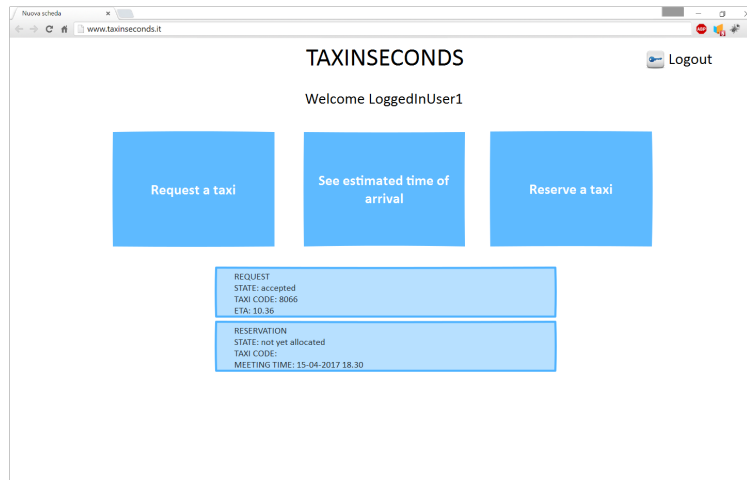 Nuova scheda
www.taxinseconds.it
ABP
TAXINSECONDS
Logout
Welcome LoggedInUser1
Request a taxi
See estimated time of
arrival
Reserve a taxi
REQUEST
STATE: accepted
TAXI CODE: 8066
ETA: 10.36
RESERVATION
STATE: not yet allocated
TAXI CODE:
MEETING TIME: 15-04-2017 18.30